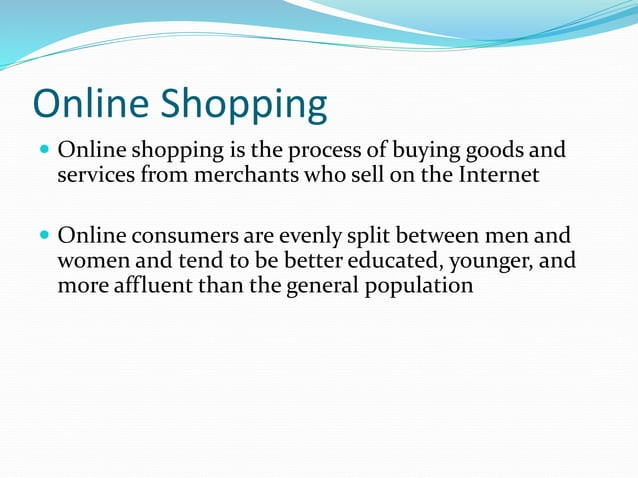 Online Shopping
• Online shopping is the process of buying goods and
services from merchants who sell on the Internet
• Online consumers are evenly split between men and
women and tend to be better educated, younger, and
more affluent than the general population